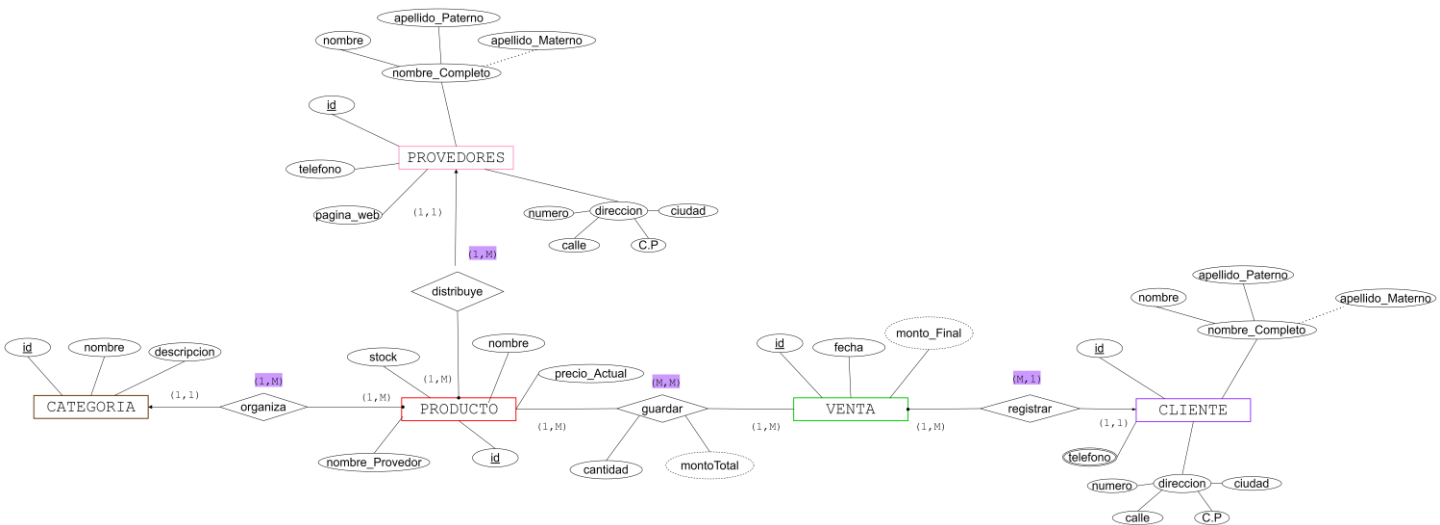 apellido_Paterno
nombre
apellido_Materno
nombre_Completo
id
PROVEDORES
telefono
pagina_web
(1,1)
numero
direccion
ciudad
calle
C.P
(1,M)
distribuye
id
nombre
descripcion
stock
nombre
(1,M)
precio_Actual
(1,M)
(1,1)
CATEGORIA
organiza
(1,M)
PRODUCTO
nombre_Provedor
id
(M,M)
guardar
(1,M)
(1,M)
cantidad
montoTotal
id
fecha
monto_Final
VENTA
(M,1)
registrar
(1,M)
(1,1)
apellido_Paterno
nombre
apellido_Materno
nombre_Completo
id
CLIENTE
telefono
numero
direccion
ciudad
calle
C.P